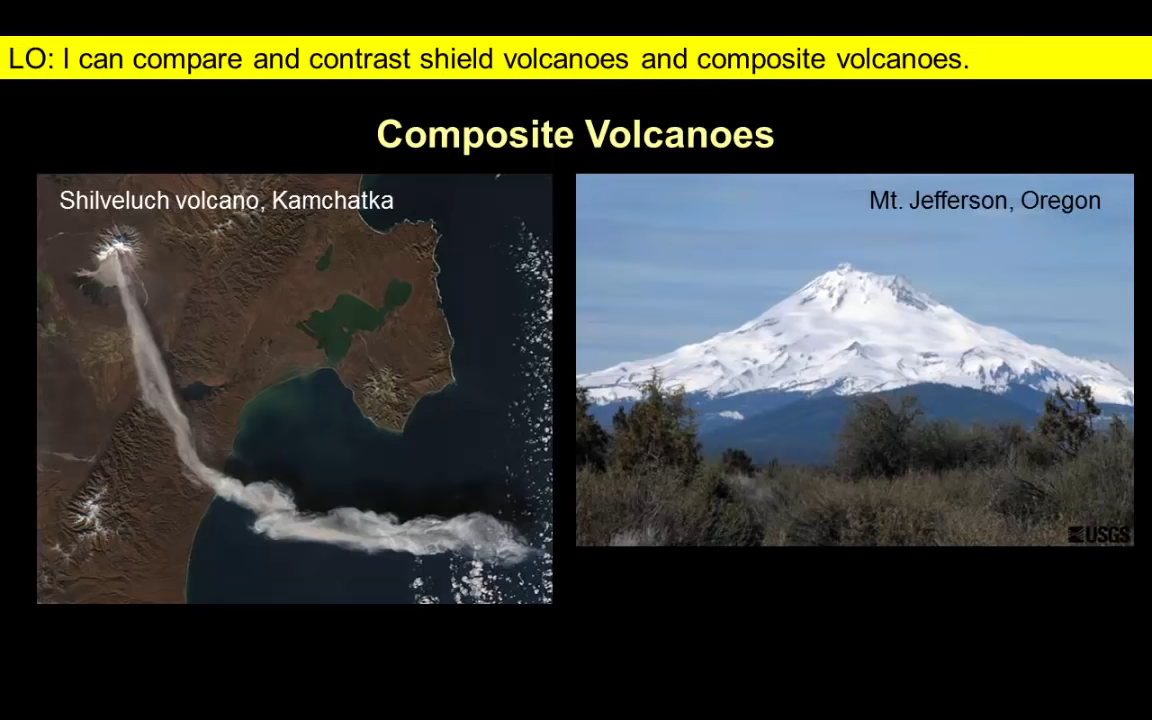 LO: I can compare and contrast shield volcanoes and composite volcanoes.
Composite Volcanoes
Shilveluch volcano, Kamchatka
Mt. Jefferson, Oregon
USGS